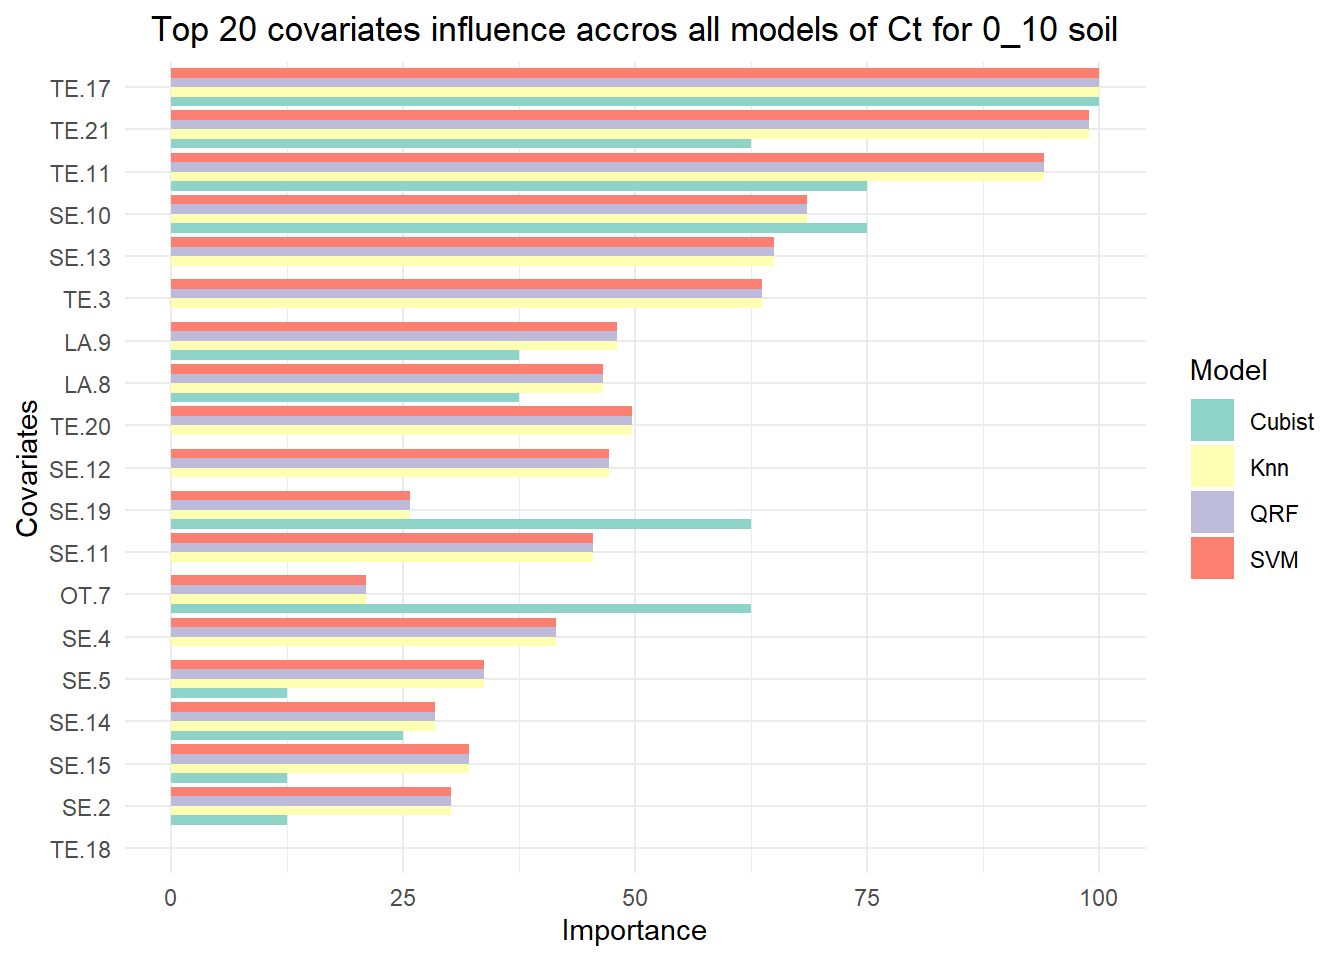 Top 20 covariates influence accros all models of Ct for 0_10 soil
TE.17
TE.21
TE.11
SE.10
SE.13
TE.3
LA.9
LA.8
TE.20
SE.12
SE.19
SE.11
OT.7
SE.4
SE.5
SE.14
SE.15
SE.2
TE.18
Covariates
0 25 50 75 100
Importance
Model
Cubist
Knn
QRF
SVM